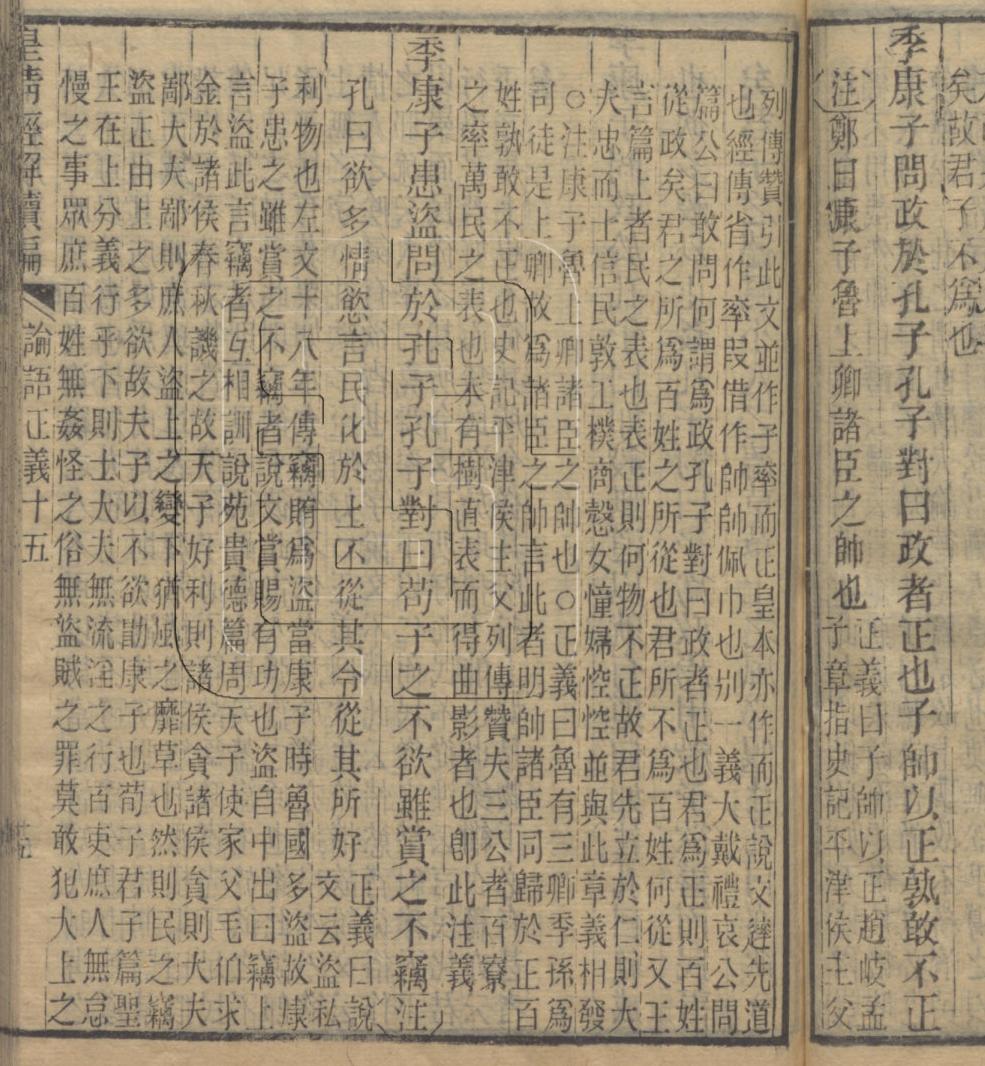 矣故君子不爲也
季康子問政於孔子孔子對曰政者正也子帥以正孰敢不正
注鄭曰康子魯上卿諸臣之帥也
正義曰子帥以正趙岐孟
子章指史記平津侯主父
列傳贊引此文並作子率而正皇本亦作而正說文䢦先道
也經傳省作率叚借作帥帥佩巾也別一義大戴禮哀公問
篇公曰敢問何謂爲政孔子對曰政者正也君爲正則百姓
從政矣君之所爲百姓之所從也君所不爲百姓何從又王
言篇上者民之表也表正則何物不正故君先立於仁則大
夫忠而士信民敦工樸商愨女憧婦悾悾並與此章義相發
○注康子魯上卿諸臣之帥也○正義曰魯有三卿季孫爲
司徒是上卿故爲諸臣之帥言此者明帥諸臣同歸於正百
姓孰敢不正也史記平津侯主父列傳贊夫三公者百寮
之率萬民之表也未有樹直表而得曲影者也卽此注義
季康子患盜問於孔子孔子對曰苟子之不欲雖賞之不竊注
孔曰欲多情慾言民化於上不從其令從其所好
正義曰說
文云盜私
利物也左文十八年傳竊賄爲盜當康子時魯國多盜故康
子患之雖賞之不竊者說文賞賜有功也盜自中出曰竊上
言盜此言竊者互相訓說苑貴德篇周天子使家父毛伯求
金於諸侯春秋譏之故天子好利則諸侯貪諸侯貪則大夫
鄙大夫鄙則庶人盜上之變下猶風之靡草也然則民之竊
盜正由上之多欲故夫子以不欲勖康子也荀子君子篇聖
王在上分義行乎下則士大夫無流淫之行百吏庶人無怠
慢之事眾庶百姓無姦怪之俗無盜賊之罪莫敢犯大上之
皇清經解續編
論語正義十五